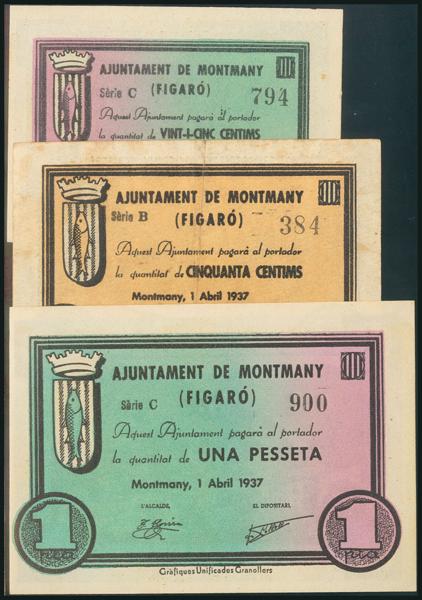 AJUNTAMENT DE MONTMANY
Sèrie C (FIGARÓ) 794
Aquest Ajuntament pagarà al portador
la quantitat de VINT-I-CINC CENTIMS
AJUNTAMENT DE MONTMANY
Sèrie B (FIGARÓ) 384
Aquest Ajuntament pagarà al portador
la quantitat de CINQUANTA CENTIMS
Montmany, 1 Abril 1937
AJUNTAMENT DE MONTMANY
Sèrie C (FIGARÓ) 900
Aquest Ajuntament pagarà al portador
la quantitat de UNA PESSETA
Montmany, 1 Abril 1937
L'ALCALDE, EL DIPOSITARI,
1 pta 1 pta
Gràfiques Unificades Granollers